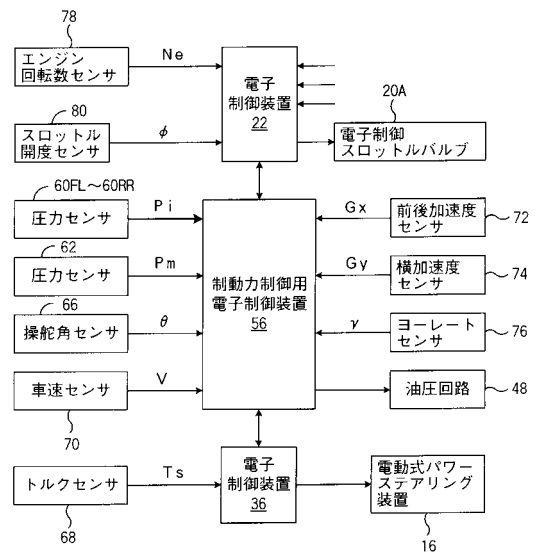 78
エンジン
回転数センサ
Ne
80
スロットル
開度センサ
φ
電子
制御装置
22
20A
電子制御
スロットルバルブ
60FL〜60RR
圧力センサ
Pi
62
圧力センサ
Pm
66
操舵角センサ
θ
車速センサ
V
70
制動力制御用
電子制御装置
56
Gx
前後加速度
センサ
72
Gy
横加速度
センサ
74
γ
ヨーレート
センサ
76
油圧回路
48
トルクセンサ
Ts
68
電子
制御装置
36
電動式パワー
ステアリング
装置
16